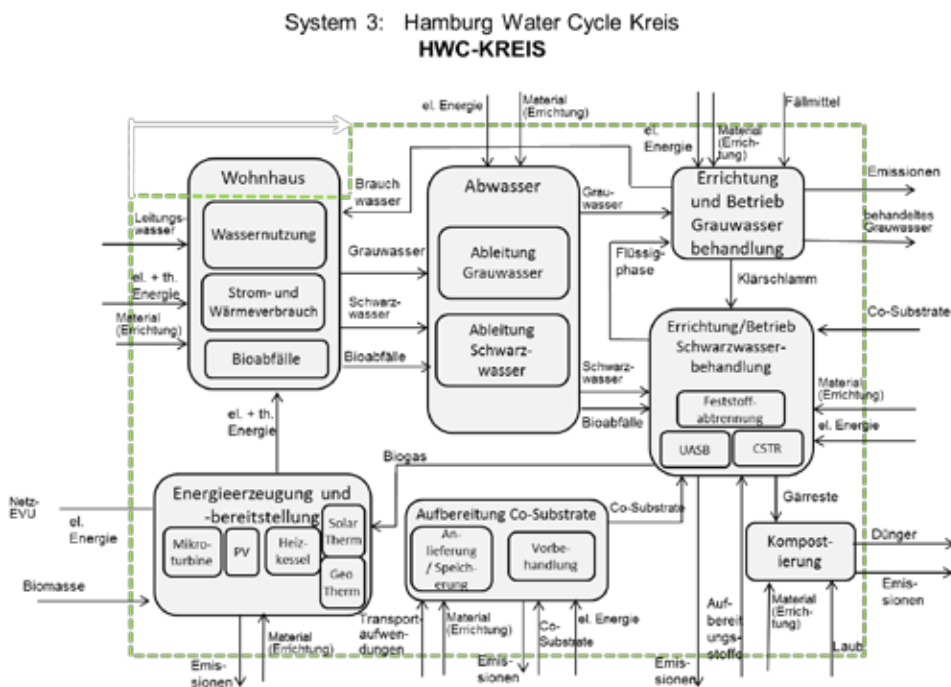 System 3: Hamburg Water Cycle Kreis
HWC-KREIS
el. Energie
Material
(Errichtung)
el.
Energie
Material
(Errich-
tung)
Fällmittel
Wohnhaus
Wassernutzung
Strom- und
Wärmeverbrauch
Bioabfälle
Leitungs-
wasser
el. + th.
Energie
Material
(Errichtung)
Brauch
wasser
Grauwasser
Schwarz-
wasser
Bioabfälle
Abwasser
Ableitung
Grauwasser
Ableitung
Schwarz-
wasser
Grau-
wasser
Flüssig-
phase
Schwarz-
wasser
Bioabfälle
Errichtung
und Betrieb
Grauwasser
behandlung
Emissionen
behandeltes
Grauwasser
Klärschlamm
Errichtung/Betrieb
Schwarzwasser-
behandlung
Feststoff-
abtrennung
UASB
CSTR
Co-Substrate
Material
(Errichtung)
el. Energie
el. + th.
Energie
Biogas
Netz-
EVU
el.
Energie
Biomasse
Energieerzeugung und
-bereitstellung
Mikro-
turbine
PV
Heiz-
kessel
Solar
Therm
Geo
Therm
Emis-
sionen
Material
(Errichtung)
Aufbereitung Co-Substrate
An-
lieferung
/ Speich-
erung
Vorbe-
handlung
Co-Substrate
Transport-
aufwen-
dungen
Material
(Errichtung)
Emis-
sionen
Co-
Substrate
el. Energie
Emis-
sionen
Auf-
bereit
ungs-
stoffe
Gärreste
Kompost-
ierung
Dünger
Emis-
sionen
Material
(Errich-
tung)
Laub